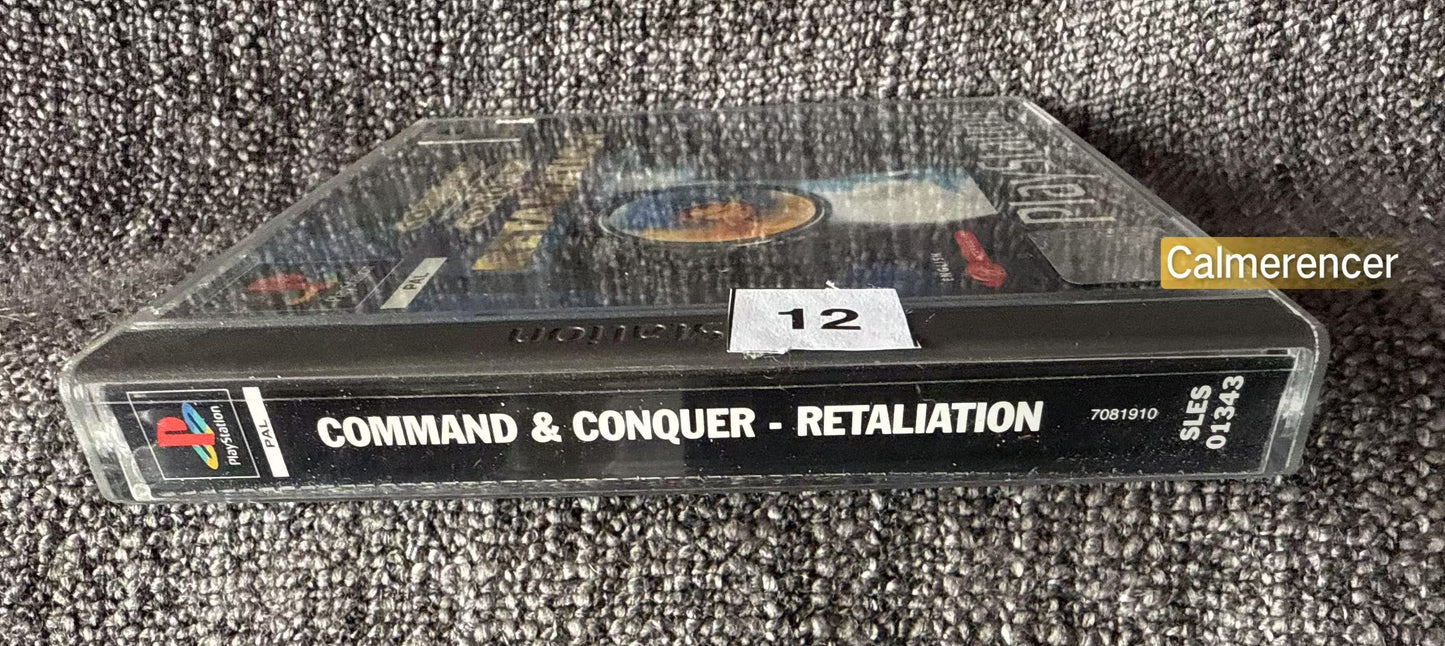 PAL
Calmerencer
12
PlayStation
PAL
COMMAND & CONQUER - RETALIATION
7081910
SLES
01343